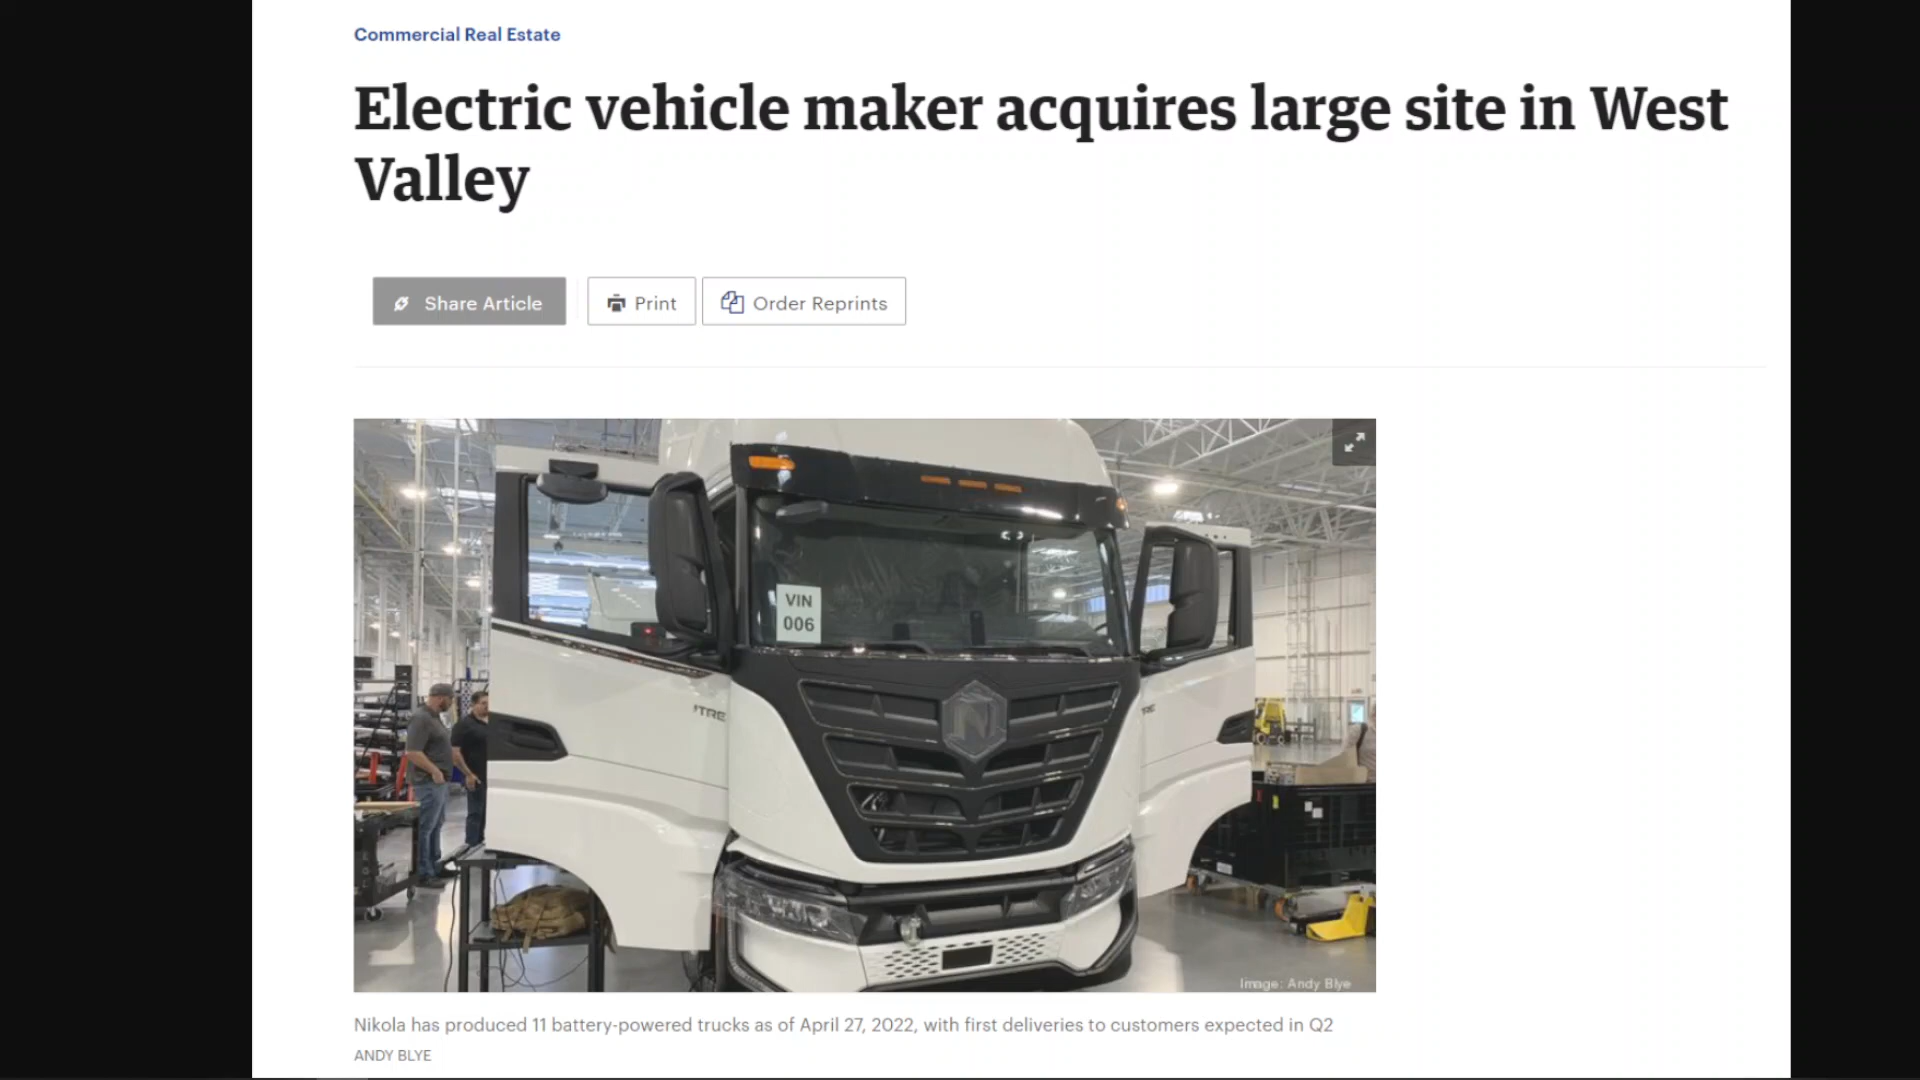 Commercial Real Estate
Electric vehicle maker acquires large site in West
Valley
Share Article
Print
Order Reprints
VIN
006
TRE
N
Image: Andy Blye
Nikola has produced 11 battery-powered trucks as of April 27, 2022, with first deliveries to customers expected in Q2
ANDY BLYE